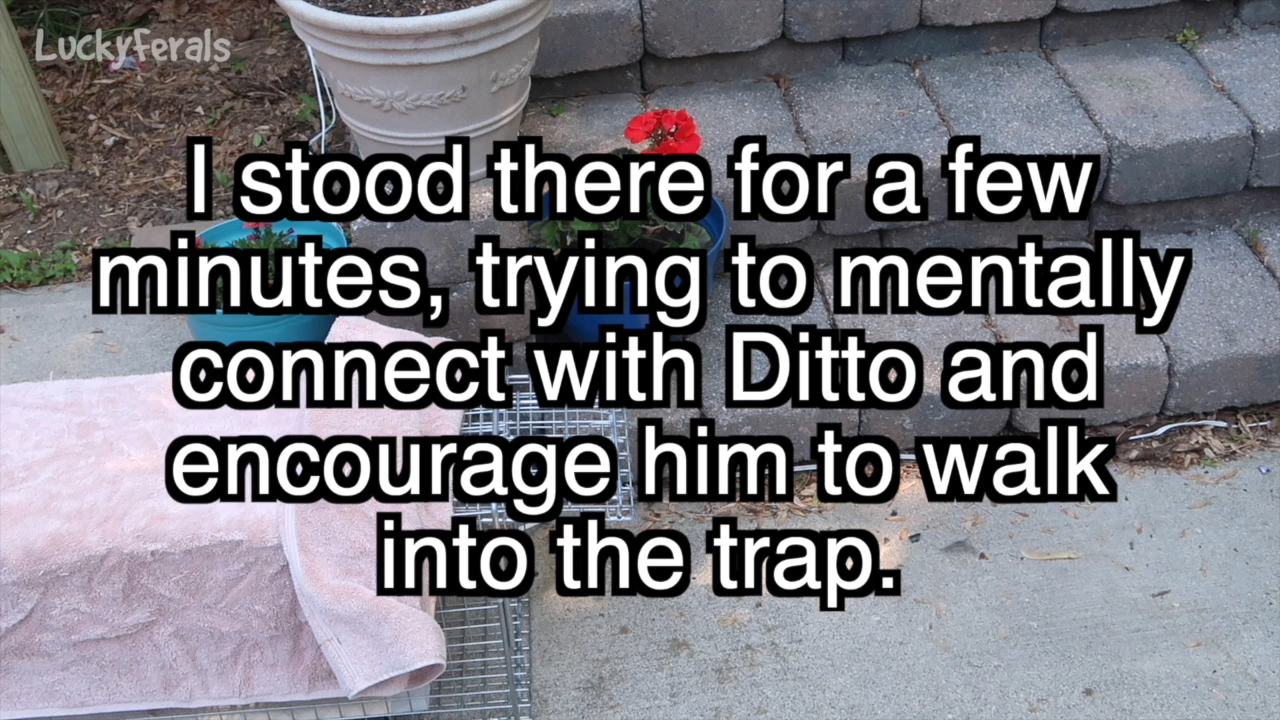 LuckyFerals
I stood there for a few
minutes, trying to mentally
connect with Ditto and
encourage him to walk
into the trap.